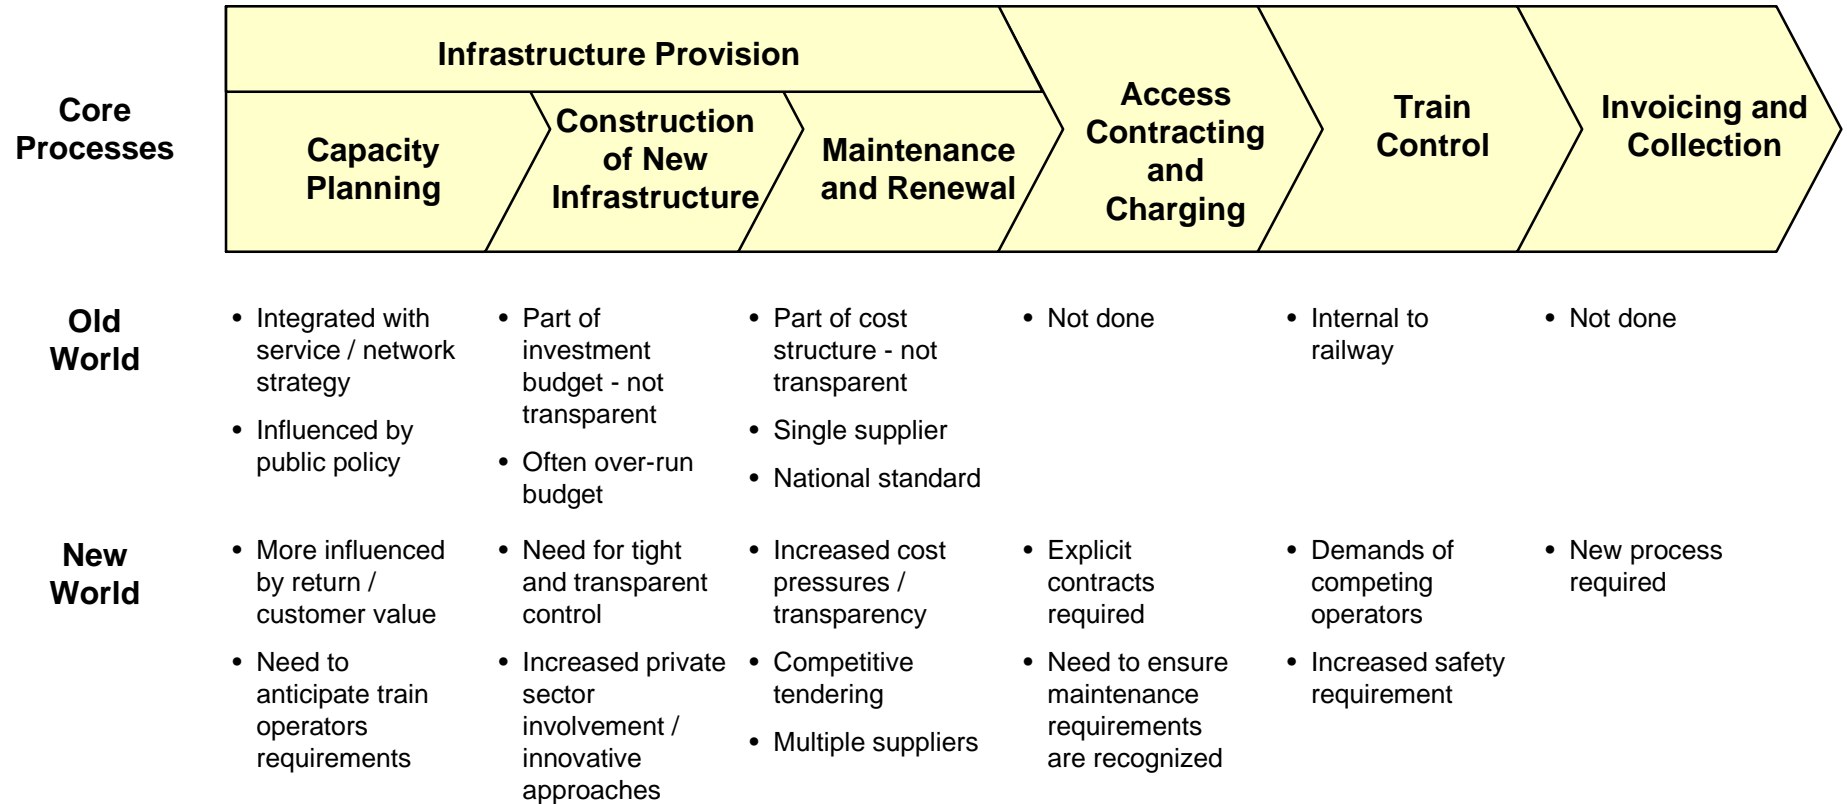 Core
Processes
Infrastructure Provision
Capacity
Planning
Construction
of New
Infrastructure
Maintenance
and Renewal
Access
Contracting
and
Charging
Train
Control
Invoicing and
Collection
Old
World
• Integrated with
service / network
strategy
• Influenced by
public policy
• Part of
investment
budget - not
transparent
• Often over-run
budget
• Part of cost
structure - not
transparent
• Single supplier
• National standard
• Not done
• Internal to
railway
• Not done
New
World
• More influenced
by return /
customer value
• Need to
anticipate train
operators
requirements
• Need for tight
and transparent
control
• Increased private
sector
involvement /
innovative
approaches
• Increased cost
pressures /
transparency
• Competitive
tendering
• Multiple suppliers
• Explicit
contracts
required
• Need to ensure
maintenance
requirements
are recognized
• Demands of
competing
operators
• Increased safety
requirement
• New process
required